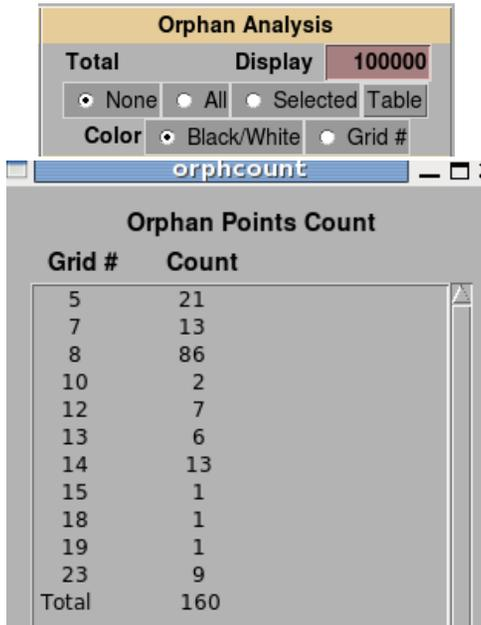 Orphan Analysis
Total Display 100000
None All Selected Table
Color Black/White Grid #
orphcount
Orphan Points Count
Grid # Count
5 21
7 13
8 86
10 2
12 7
13 6
14 13
15 1
18 1
19 1
23 9
Total 160